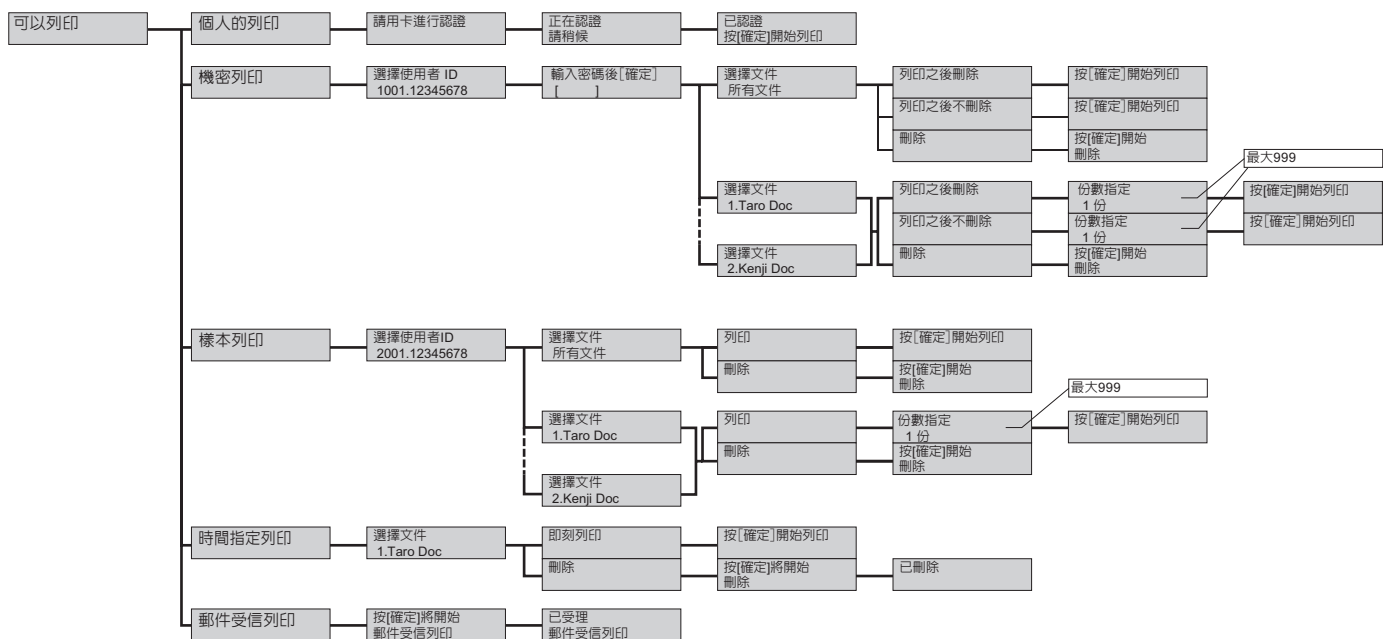 可以列印
個人的列印
請用卡進行認證
正在認證
請稍候
已認證
按[確定]開始列印
機密列印
選擇使用者 ID
1001.12345678
輸入密碼後[確定]
[ ]
選擇文件
所有文件
列印之後刪除
按[確定]開始列印
列印之後不刪除
按[確定]開始列印
刪除
按[確定]開始
刪除
最大999
選擇文件
1.Taro Doc
列印之後刪除
份數指定
1 份
按[確定]開始列印
列印之後不刪除
份數指定
1 份
按[確定]開始列印
選擇文件
2.Kenji Doc
刪除
按[確定]開始
刪除
樣本列印
選擇使用者ID
2001.12345678
選擇文件
所有文件
列印
按[確定]開始列印
刪除
按[確定]開始
刪除
最大999
選擇文件
1.Taro Doc
列印
份數指定
1 份
按[確定]開始列印
刪除
按[確定]開始
刪除
選擇文件
2.Kenji Doc
時間指定列印
選擇文件
1.Taro Doc
即刻列印
按[確定]開始列印
刪除
按[確定]將開始
刪除
已刪除
郵件受信列印
按[確定]將開始
郵件受信列印
已受理
郵件受信列印